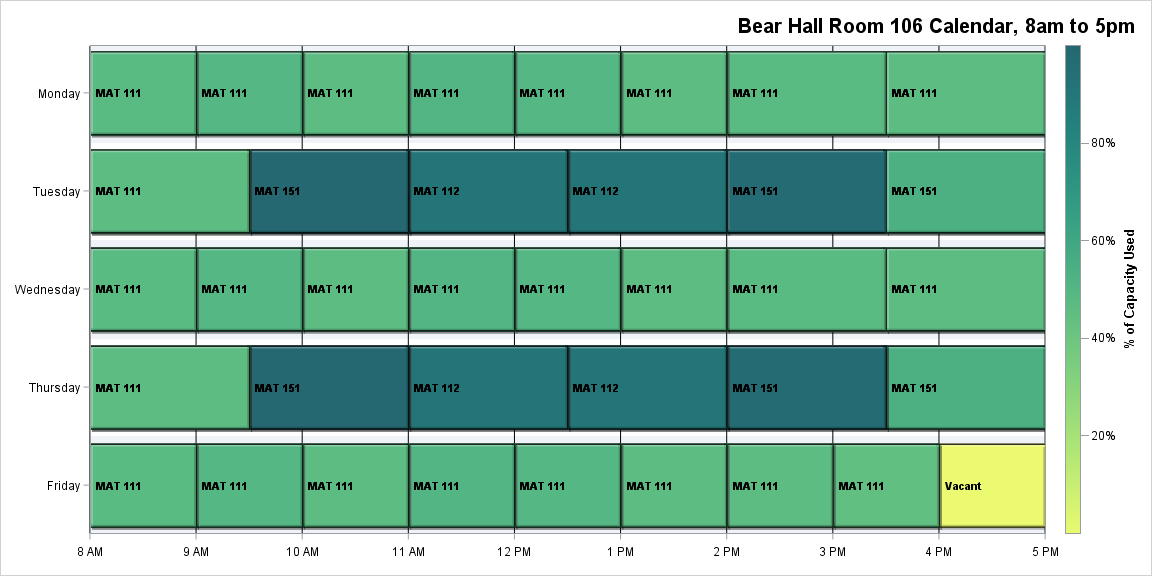 Bear Hall Room 106 Calendar, 8am to 5pm
Monday MAT 111 MAT 111 MAT 111 MAT 111 MAT 111 MAT 111 MAT 111 MAT 111
Tuesday MAT 111 MAT 151 MAT 112 MAT 112 MAT 151 MAT 151
Wednesday MAT 111 MAT 111 MAT 111 MAT 111 MAT 111 MAT 111 MAT 111 MAT 111
Thursday MAT 111 MAT 151 MAT 112 MAT 112 MAT 151 MAT 151
Friday MAT 111 MAT 111 MAT 111 MAT 111 MAT 111 MAT 111 MAT 111 MAT 111 Vacant
8 AM 9 AM 10 AM 11 AM 12 PM 1 PM 2 PM 3 PM 4 PM 5 PM
80%
60%
40%
20%
% of Capacity Used